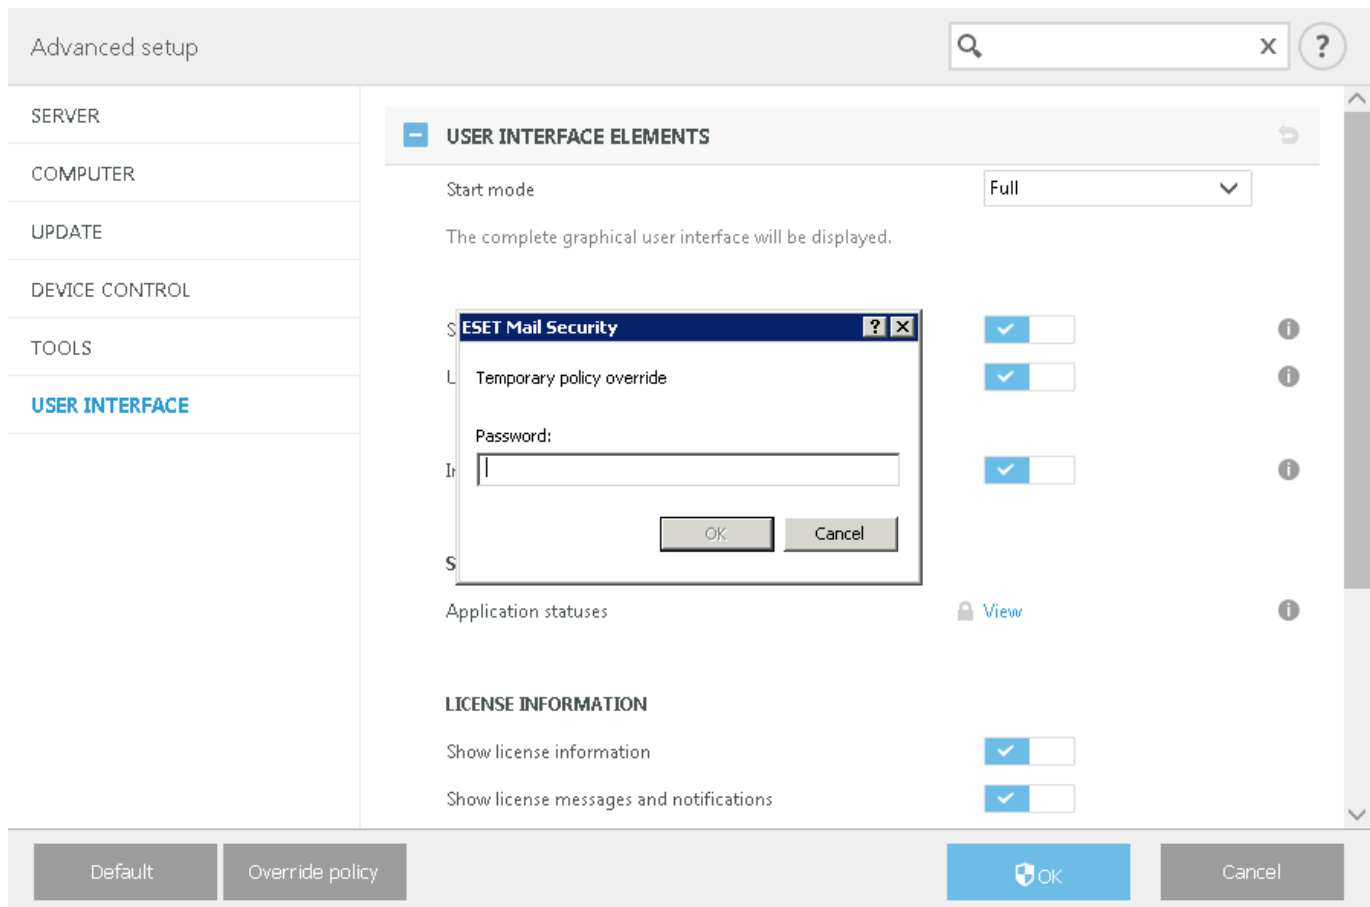 Advanced setup
?
SERVER
COMPUTER
UPDATE
DEVICE CONTROL
TOOLS
USER INTERFACE
USER INTERFACE ELEMENTS
Start mode
Full
The complete graphical user interface will be displayed.
S
U
ESET Mail Security
?
Temporary policy override
Password:
OK Cancel
S
Application statuses
View
LICENSE INFORMATION
Show license information
Show license messages and notifications
Default
Override policy
OK
Cancel